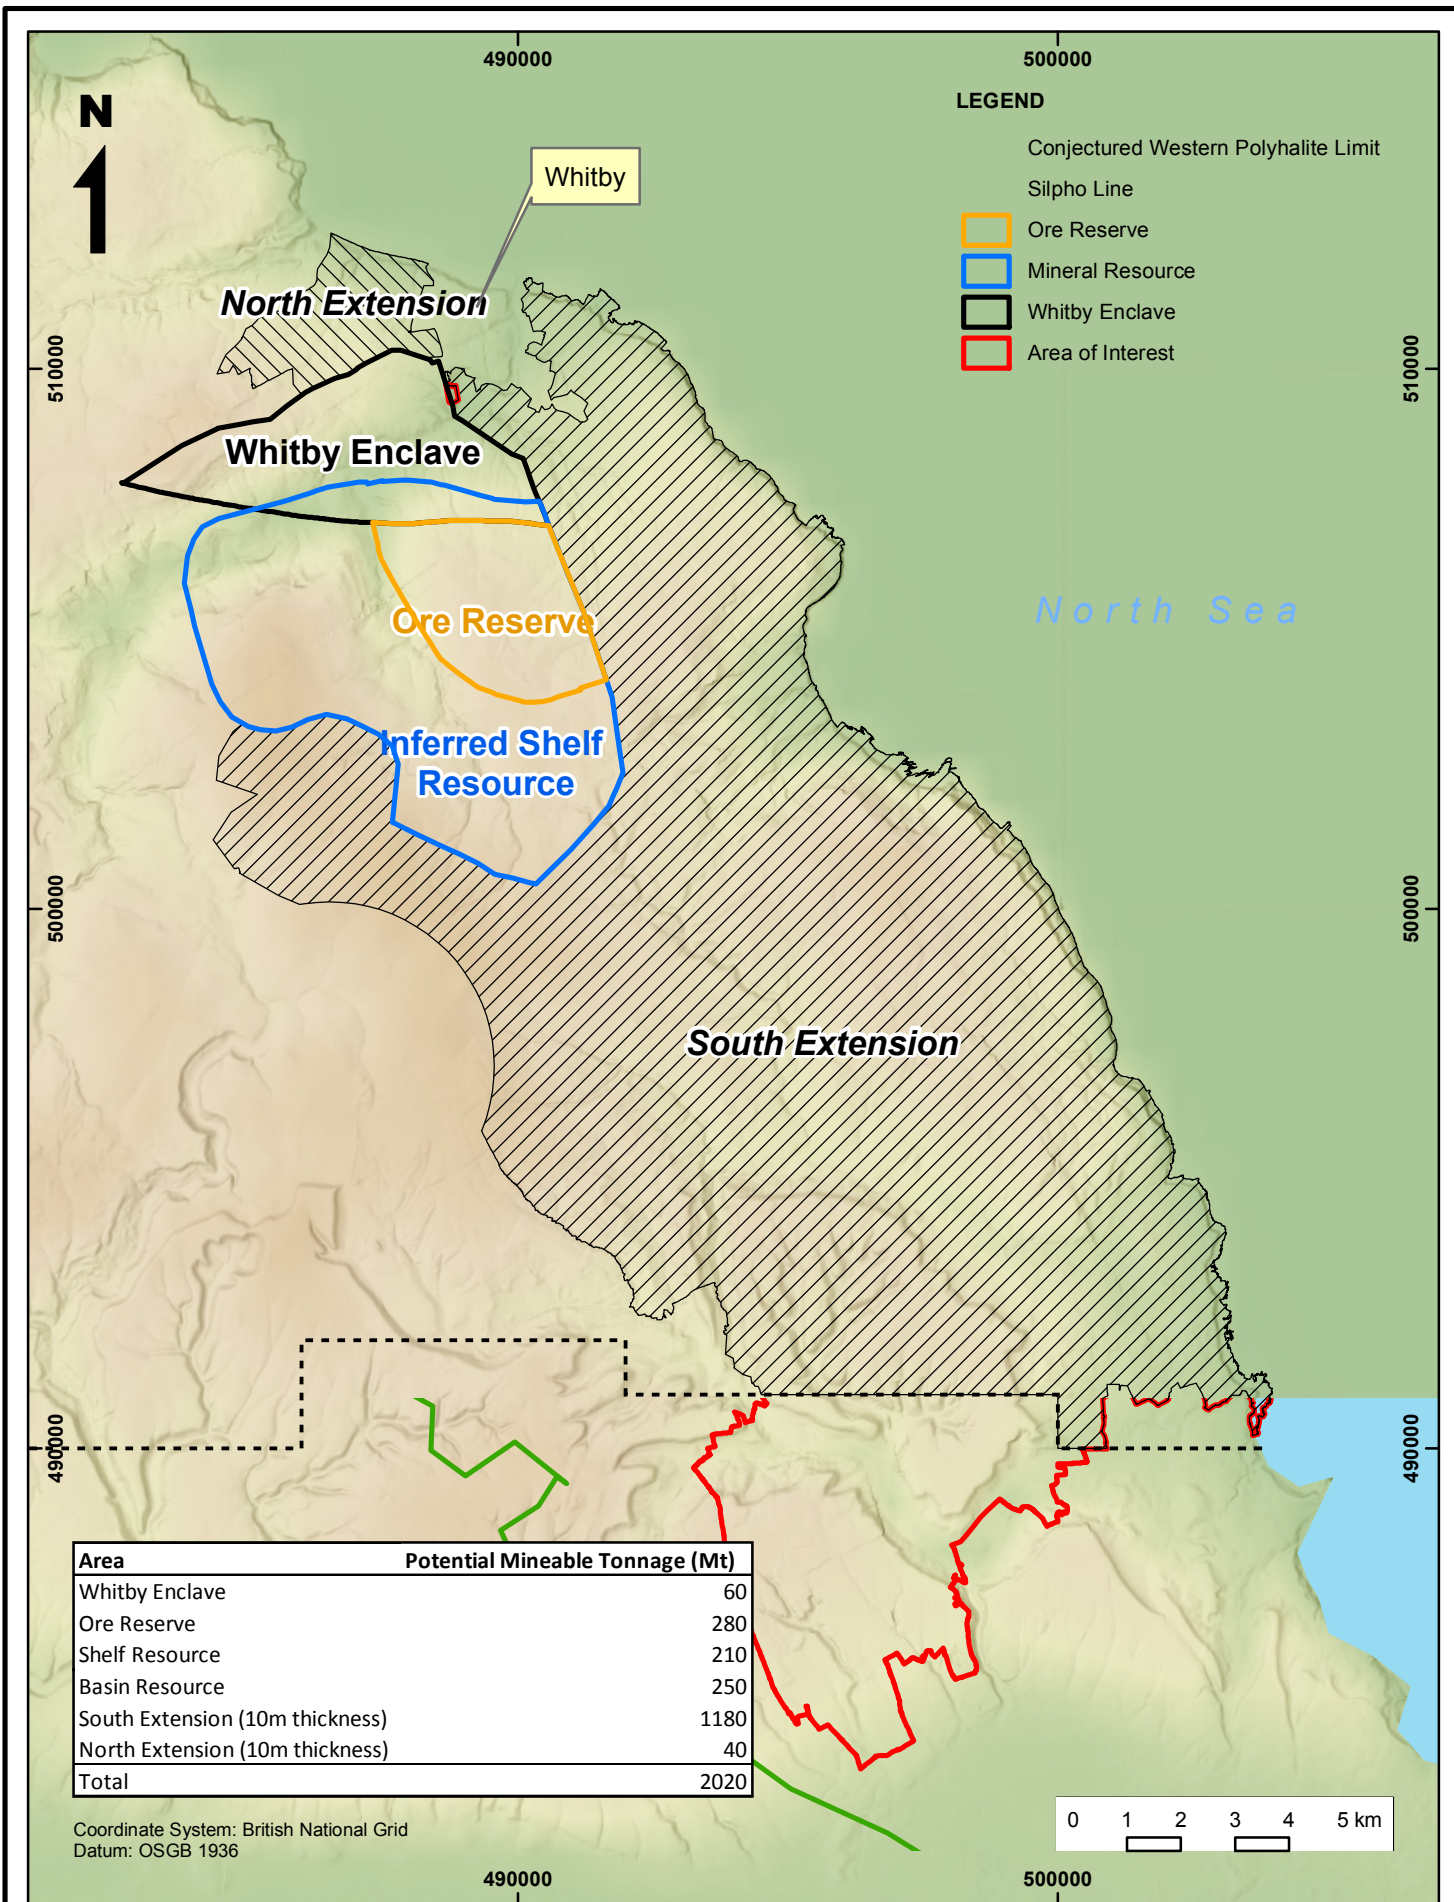 490000
500000
N
LEGEND
Conjectured Western Polyhalite Limit
Silpho Line
Ore Reserve
Mineral Resource
Whitby Enclave
Area of Interest
Whitby
North Extension
510000
510000
Whitby Enclave
Ore Reserve
North Sea
Inferred Shelf
Resource
500000
500000
South Extension
490000
490000
Area Potential Mineable Tonnage (Mt)
Whitby Enclave 60
Ore Reserve 280
Shelf Resource 210
Basin Resource 250
South Extension (10m thickness) 1180
North Extension (10m thickness) 40
Total 2020
Coordinate System: British National Grid
Datum: OSGB 1936
0 1 2 3 4 5 km
490000
500000